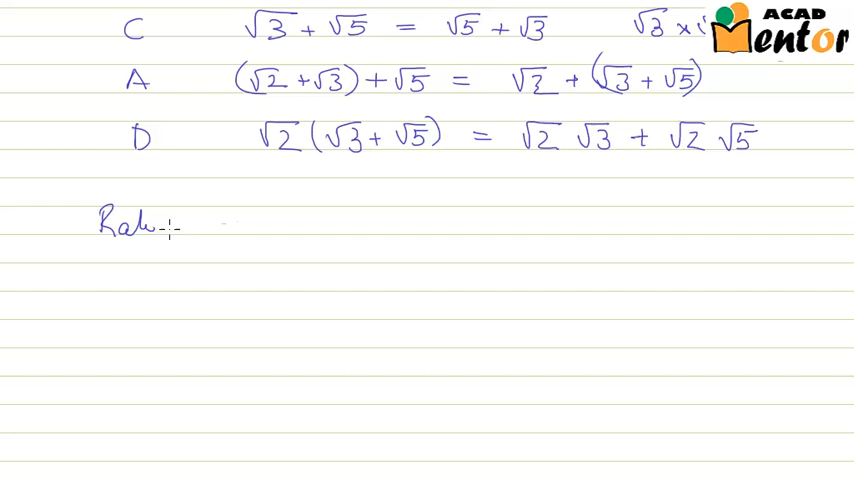 C √3 + √5 = √5 + √3 √3 ×
ACAD
Mentor
A (√2 + √3) + √5 = √2 + (√3 + √5)
D √2 (√3 + √5) = √2 √3 + √2 √5